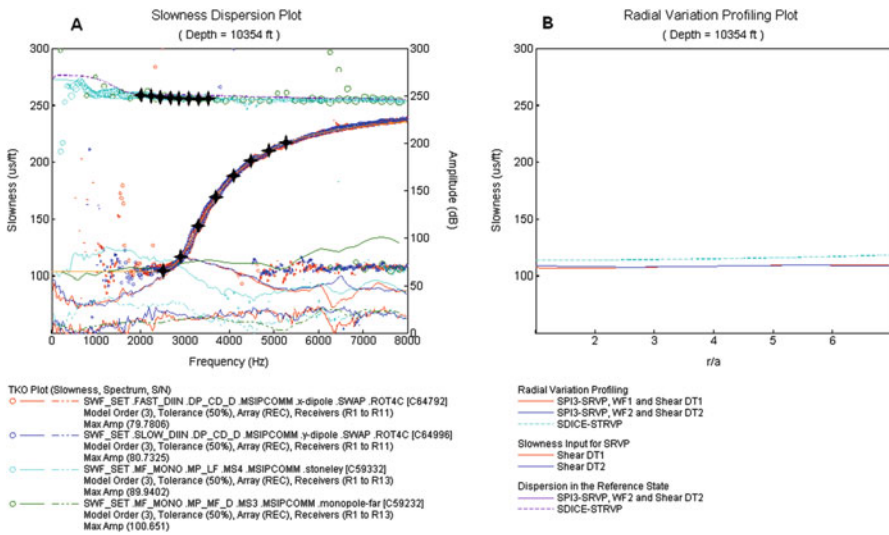 A
Slowness Dispersion Plot
( Depth = 10354 ft )
300
250
200
150
100
Slowness (us/ft)
300
250
200
150
100
50
0
Amplitude (dB)
0 1000 2000 3000 4000 5000 6000 7000 8000
Frequency (Hz)
TKO Plot (Slowness, Spectrum, S/N)
SWF_SET .FAST_DIIN .DP_CD_D .MSIPCOMM .x-dipole .SWAP .ROT4C [C64792]
Model Order (3), Tolerance (50%), Array (REC), Receivers (R1 to R11)
Max Amp (79.7806)
SWF_SET .SLOW_DIIN .DP_CD_D .MSIPCOMM .y-dipole .SWAP .ROT4C [C64996]
Model Order (3), Tolerance (50%), Array (REC), Receivers (R1 to R11)
Max Amp (80.7325)
SWF_SET .MF_MONO .MP_LF .MS4 .MSIPCOMM .stoneley [C59332]
Model Order (3), Tolerance (50%), Array (REC), Receivers (R1 to R13)
Max Amp (89.9402)
SWF_SET .MF_MONO .MP_MF_D .MS3 .MSIPCOMM .monopole-far [C59232]
Model Order (3), Tolerance (50%), Array (REC), Receivers (R1 to R13)
Max Amp (100.651)
B
Radial Variation Profiling Plot
( Depth = 10354 ft )
300
250
200
150
100
Slowness (us/ft)
2 3 4 5 6
r/a
Radial Variation Profiling
SPI3-SRVP, WF1 and Shear DT1
SPI3-SRVP, WF2 and Shear DT2
SDICE-STRVP
Slowness Input for SRVP
Shear DT1
Shear DT2
Dispersion in the Reference State
SPI3-SRVP, WF2 and Shear DT2
SDICE-STRVP